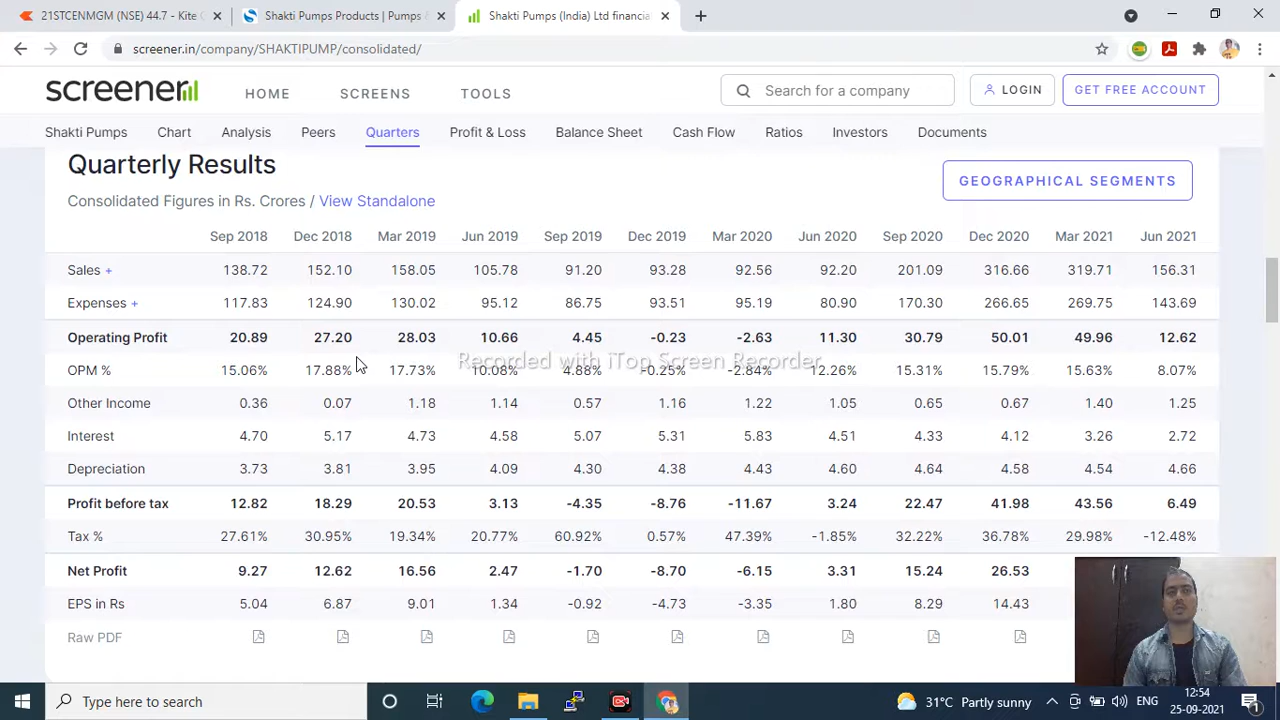 21STCENMGM (NSE) 44.7 - Kite
Shakti Pumps Products | Pumps &
Shakti Pumps (India) Ltd financia
screener.in/company/SHAKTIPUMP/consolidated/
screener HOME SCREENS TOOLS Search for a company LOGIN GET FREE ACCOUNT
Shakti Pumps Chart Analysis Peers Quarters Profit & Loss Balance Sheet Cash Flow Ratios Investors Documents
Quarterly Results
GEOGRAPHICAL SEGMENTS
Consolidated Figures in Rs. Crores / View Standalone
Sep 2018 Dec 2018 Mar 2019 Jun 2019 Sep 2019 Dec 2019 Mar 2020 Jun 2020 Sep 2020 Dec 2020 Mar 2021 Jun 2021
Sales + 138.72 152.10 158.05 105.78 91.20 93.28 92.56 92.20 201.09 316.66 319.71 156.31
Expenses + 117.83 124.90 130.02 95.12 86.75 93.51 95.19 80.90 170.30 266.65 269.75 143.69
Operating Profit 20.89 27.20 28.03 10.66 4.45 -0.23 -2.63 11.30 30.79 50.01 49.96 12.62
Recorded with iTop Screen Recorder
OPM % 15.06% 17.88% 17.73% 10.08% 4.88% -0.25% -2.84% 12.26% 15.31% 15.79% 15.63% 8.07%
Other Income 0.36 0.07 1.18 1.14 0.57 1.16 1.22 1.05 0.65 0.67 1.40 1.25
Interest 4.70 5.17 4.73 4.58 5.07 5.31 5.83 4.51 4.33 4.12 3.26 2.72
Depreciation 3.73 3.81 3.95 4.09 4.30 4.38 4.43 4.60 4.64 4.58 4.54 4.66
Profit before tax 12.82 18.29 20.53 3.13 -4.35 -8.76 -11.67 3.24 22.47 41.98 43.56 6.49
Tax % 27.61% 30.95% 19.34% 20.77% 60.92% 0.57% 47.39% -1.85% 32.22% 36.78% 29.98% -12.48%
Net Profit 9.27 12.62 16.56 2.47 -1.70 -8.70 -6.15 3.31 15.24 26.53
EPS in Rs 5.04 6.87 9.01 1.34 -0.92 -4.73 -3.35 1.80 8.29 14.43
Raw PDF
Type here to search
31°C Partly sunny
ENG
12:54
25-09-2021
1